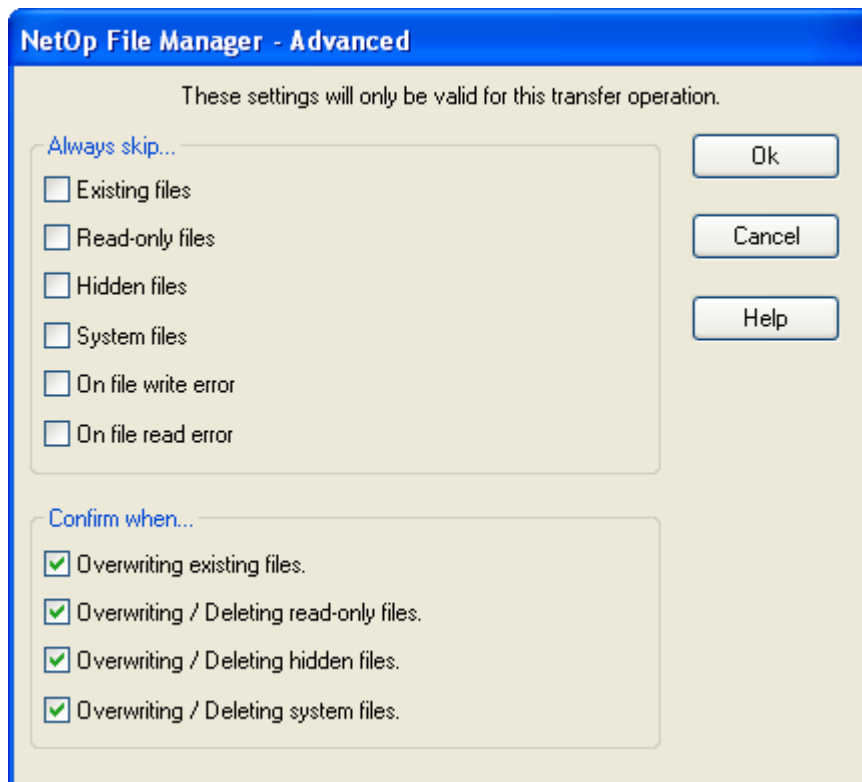 NetOp File Manager - Advanced
These settings will only be valid for this transfer operation.
Always skip...
Existing files
Read-only files
Hidden files
System files
On file write error
On file read error
Ok
Cancel
Help
Confirm when...
Overwriting existing files.
Overwriting / Deleting read-only files.
Overwriting / Deleting hidden files.
Overwriting / Deleting system files.